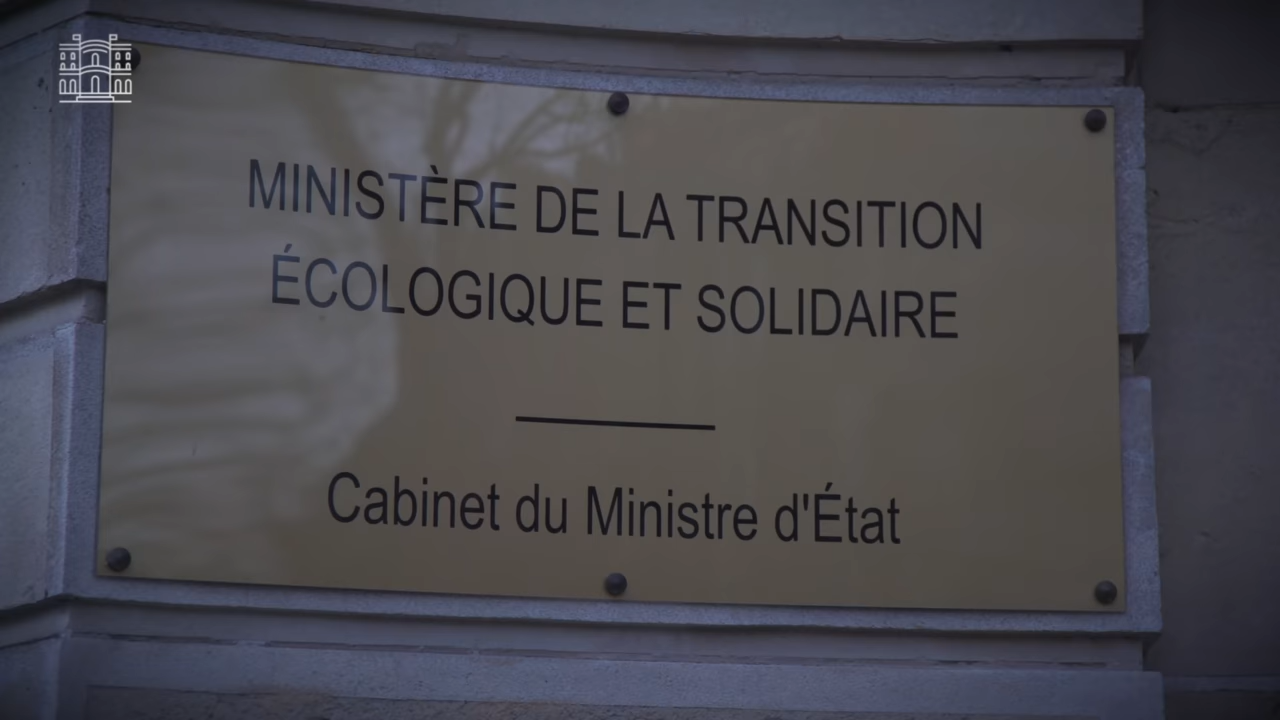 MINISTÈRE DE LA TRANSITION
ÉCOLOGIQUE ET SOLIDAIRE
Cabinet du Ministre d'État